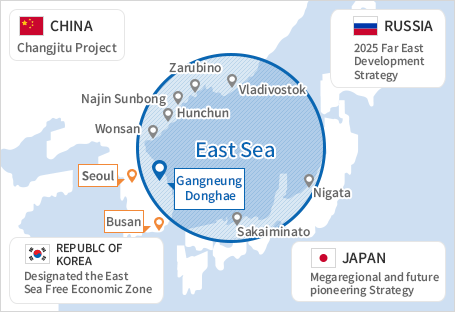 CHINA
Changjitu Project
RUSSIA
2025 Far East
Development
Strategy
Zarubino
Vladivostok
Najin Sunbong
Hunchun
Wonsan
East Sea
Seoul
Gangneung
Donghae
Nigata
Busan
Sakaiminato
REPUBLC OF
KOREA
Designated the East
Sea Free Economic Zone
JAPAN
Megaregional and future
pioneering Strategy